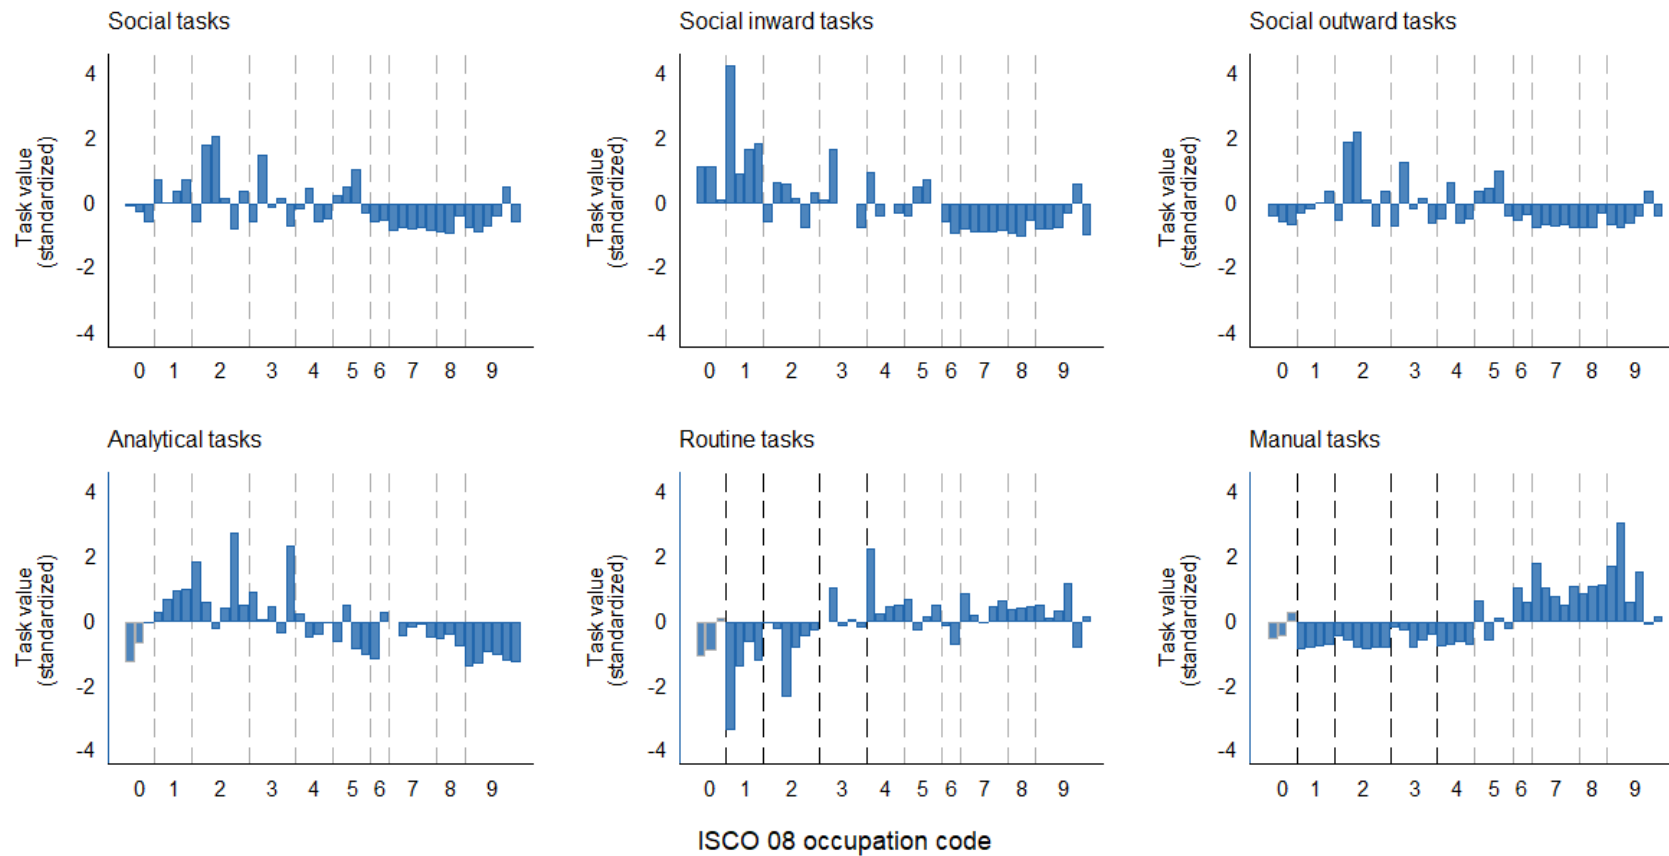 Social tasks
Social inward tasks
Social outward tasks
Task value
(standardized)
4
2
0
-2
-4
0 1 2 3 4 5 6 7 8 9
Task value
(standardized)
4
2
0
-2
-4
0 1 2 3 4 5 6 7 8 9
Task value
(standardized)
4
2
0
-2
-4
0 1 2 3 4 5 6 7 8 9
Analytical tasks
Routine tasks
Manual tasks
Task value
(standardized)
4
2
0
-2
-4
0 1 2 3 4 5 6 7 8 9
Task value
(standardized)
4
2
0
-2
-4
0 1 2 3 4 5 6 7 8 9
Task value
(standardized)
4
2
0
-2
-4
0 1 2 3 4 5 6 7 8 9
ISCO 08 occupation code